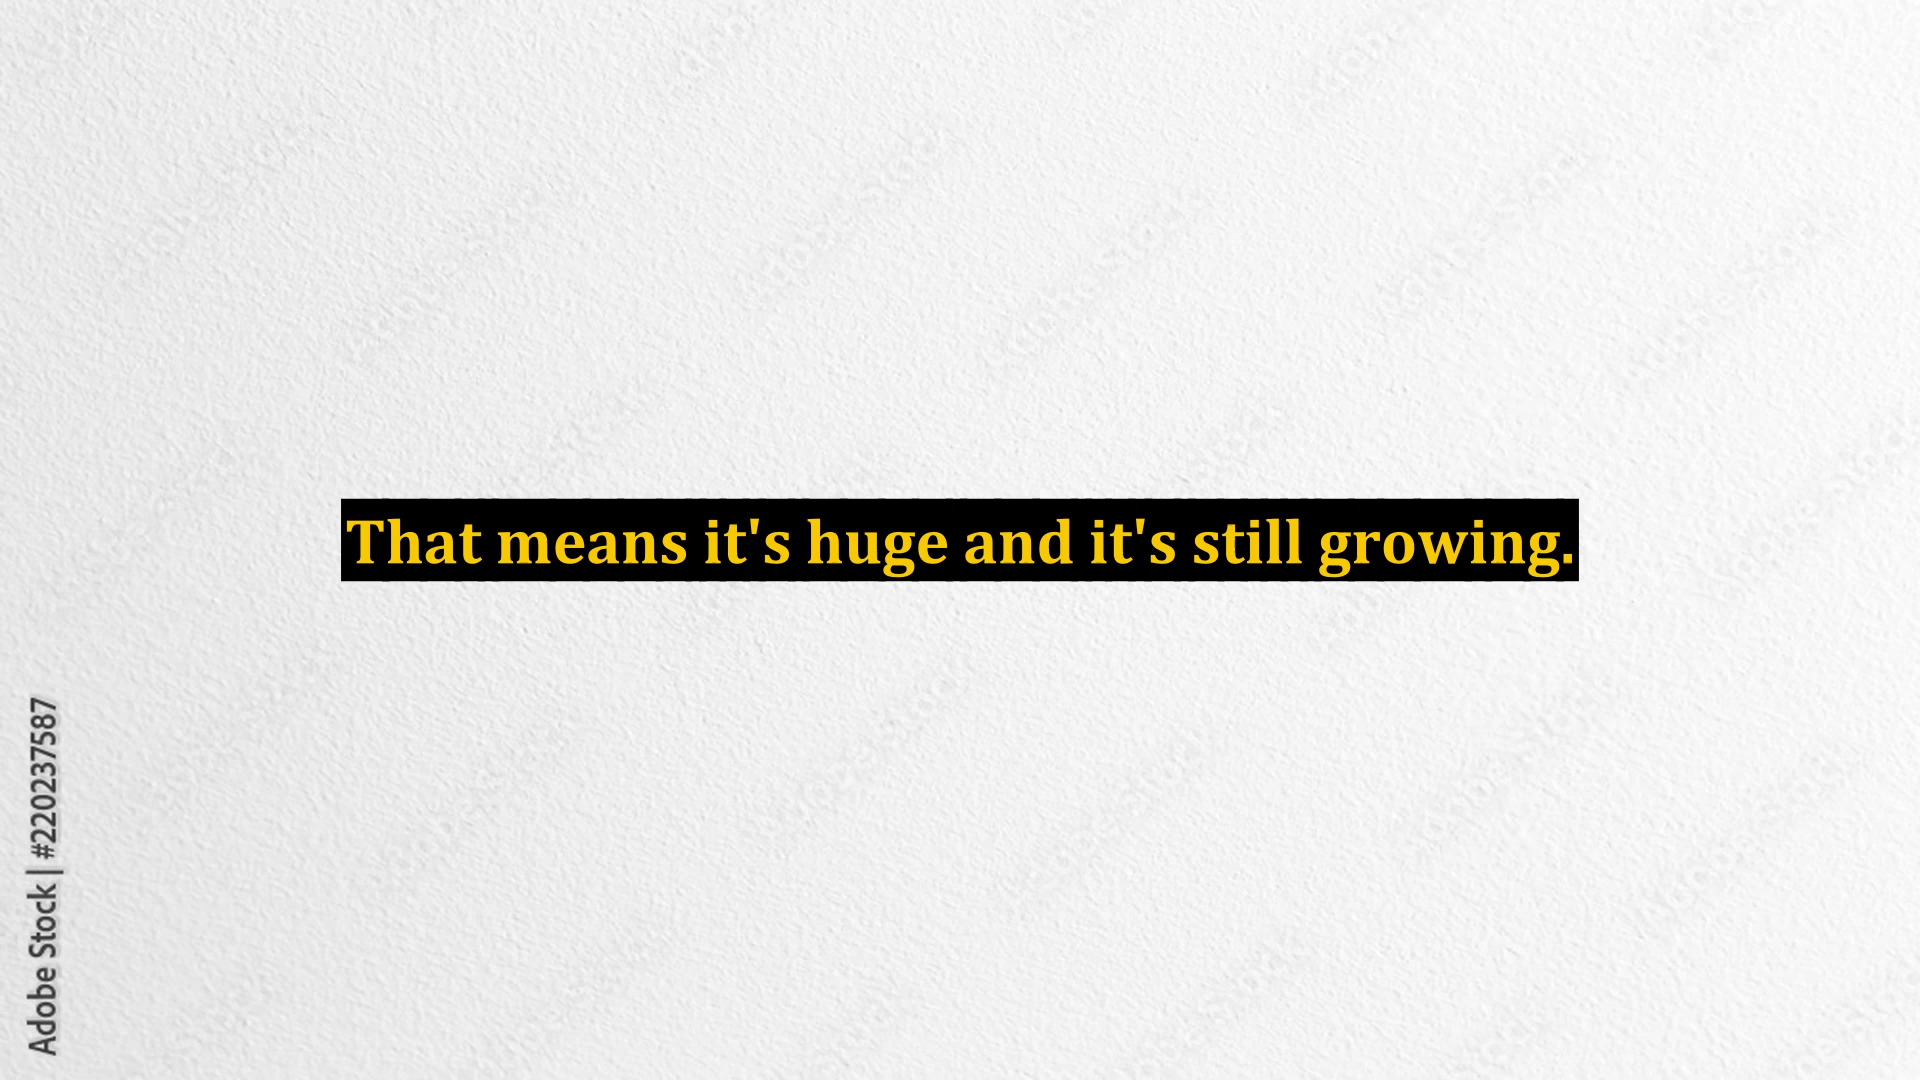 That means it's huge and it's still growing.
Adobe Stock | #220237587